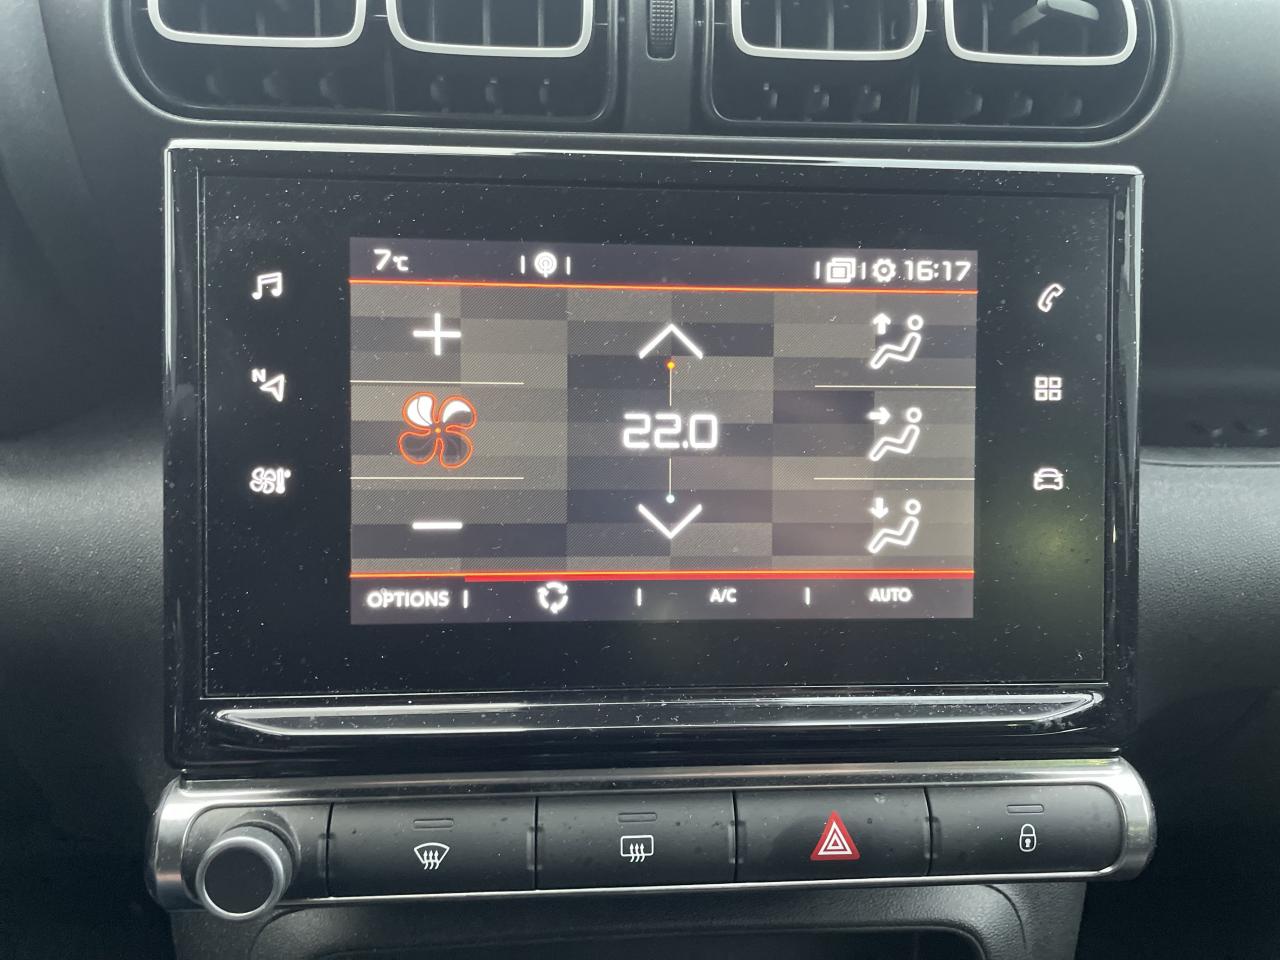 7°C
16:17
N
22.0
OPTIONS
A/C
AUTO